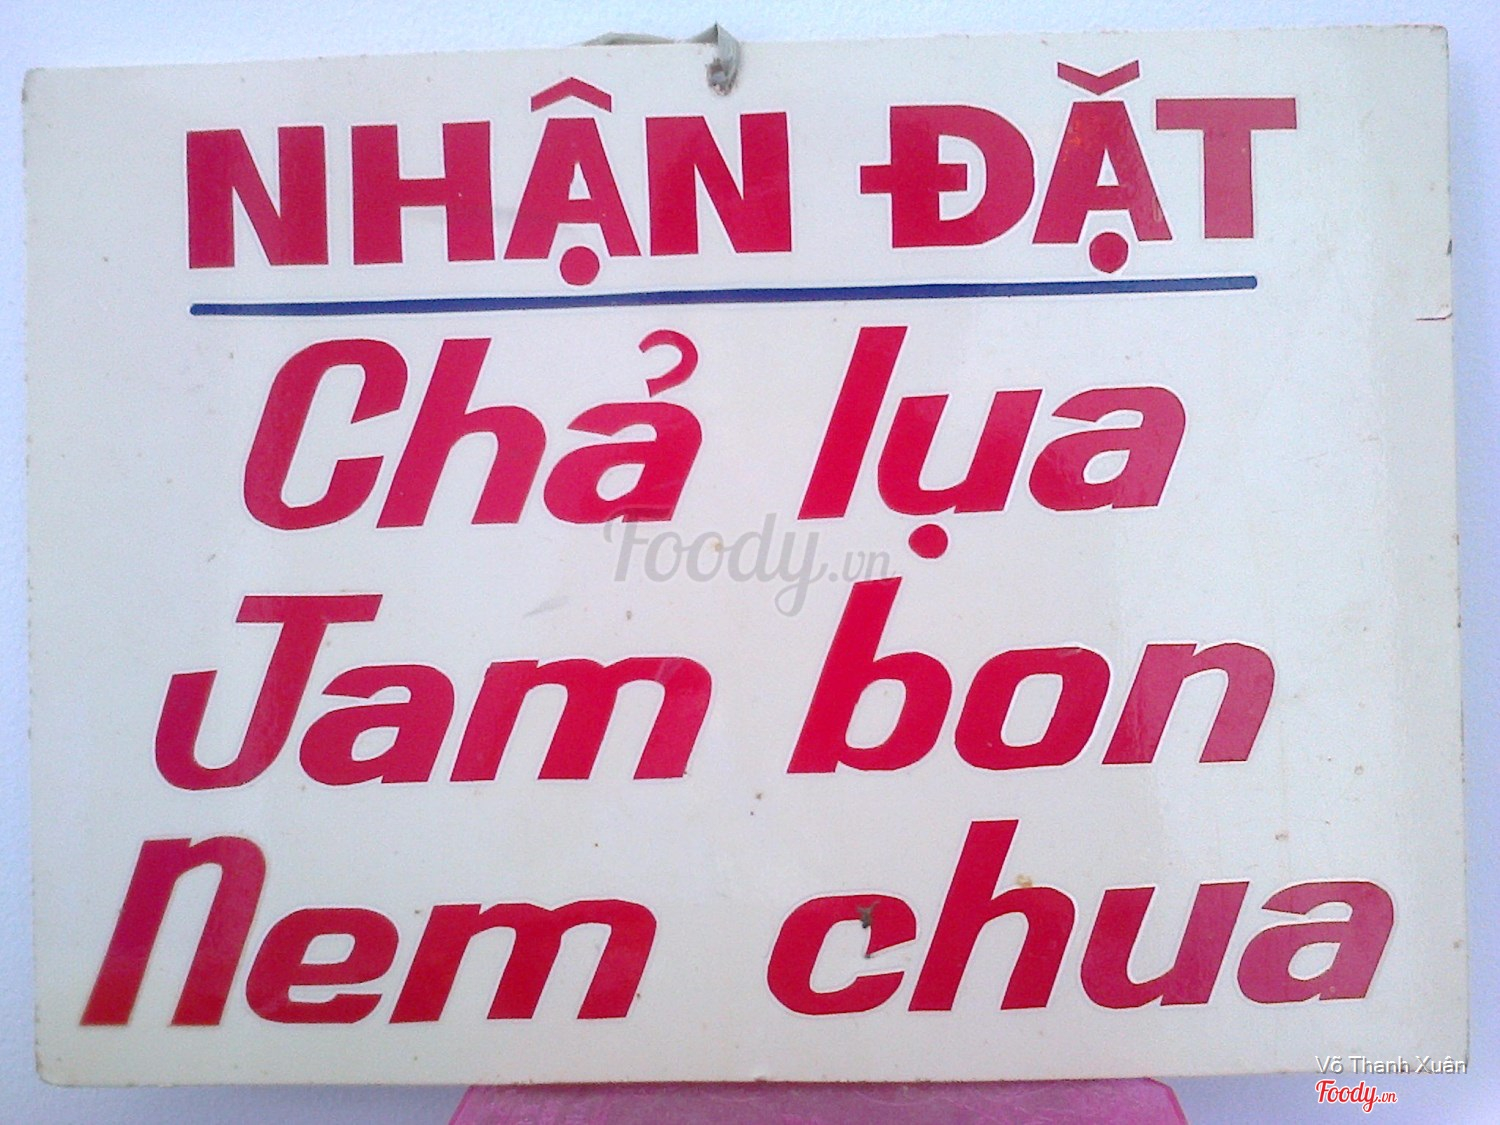 NHẬN ĐẶT
Chả lụa
Foody.vn
Jam bon
Nem chua
Võ Thanh Xuân
Foody.vn